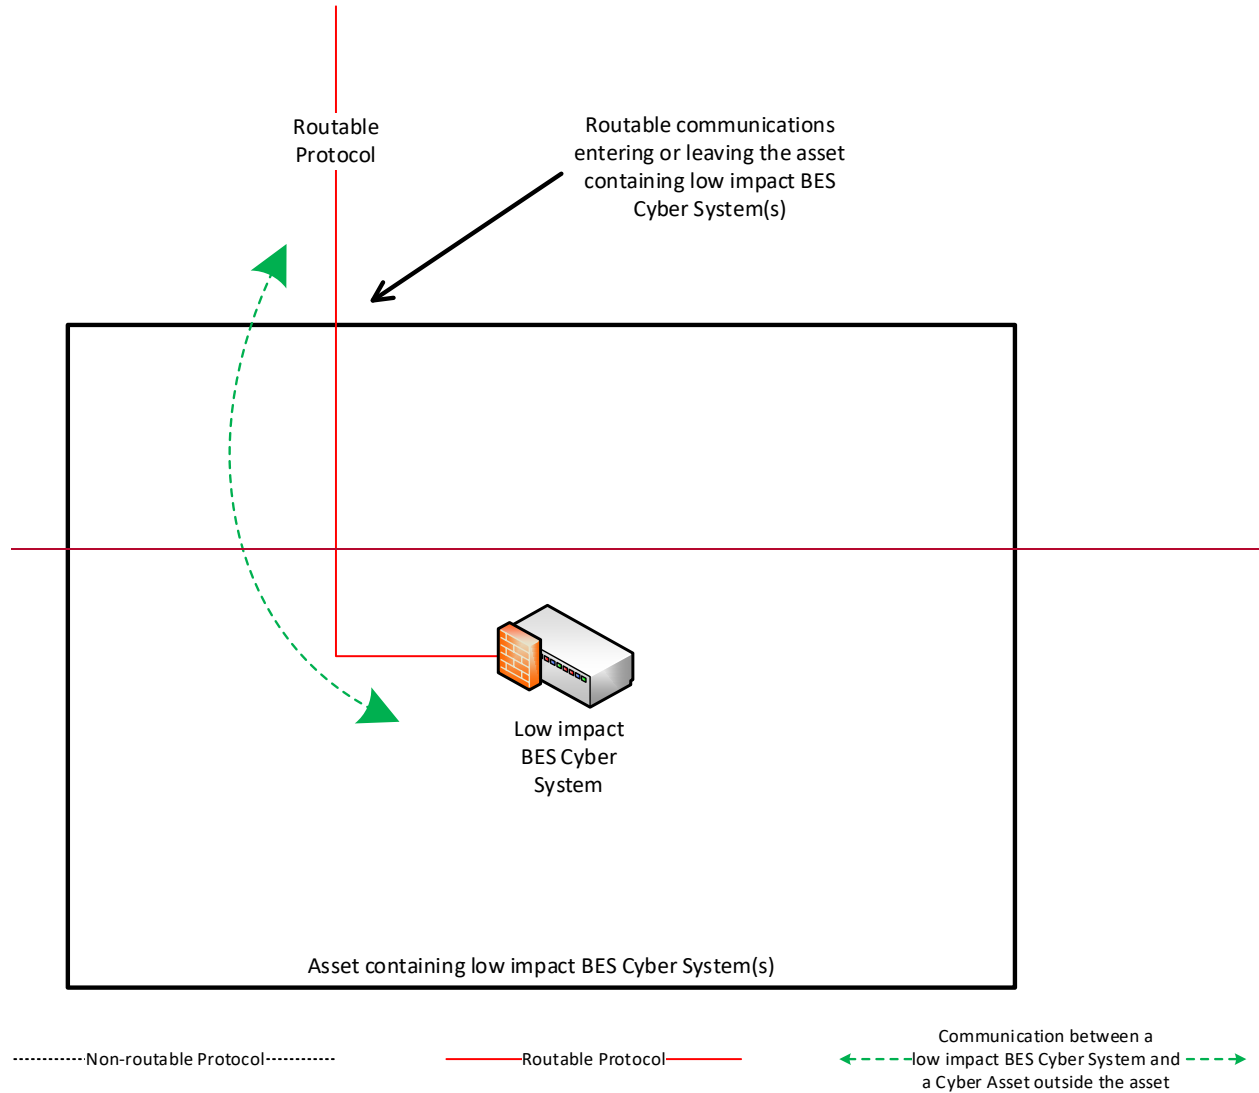 Routable
Protocol
Routable communications
entering or leaving the asset
containing low impact BES
Cyber System(s)
Low impact
BES Cyber
System
Asset containing low impact BES Cyber System(s)
Non-routable Protocol
Routable Protocol
Communication between a
low impact BES Cyber System and
a Cyber Asset outside the asset